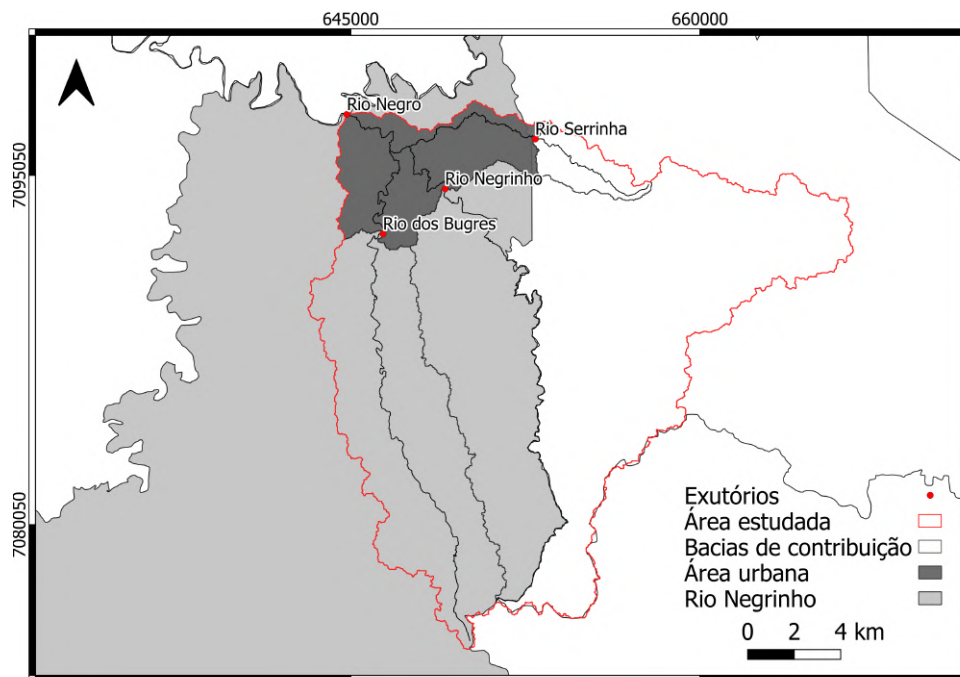 645000
660000
7095050
7080050
Rio Negro
Rio Serrinha
Rio Negrinho
Rio dos Bugres
Exutórios
Área estudada
Bacias de contribuição
Área urbana
Rio Negrinho
0 2 4 km